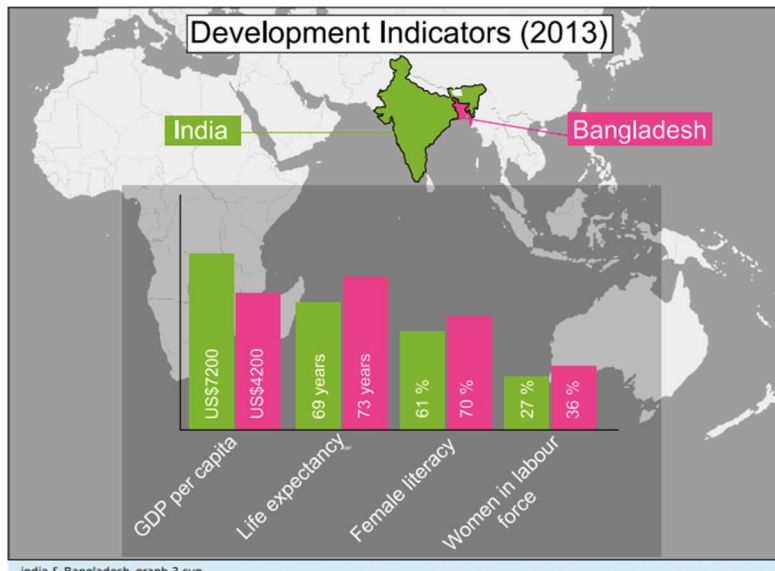 Development Indicators (2013)
India
Bangladesh
US$7200
US$4200
69 years
73 years
61 %
70 %
27 %
36 %
GDP per capita
Life expectancy
Female literacy
Women in labour
force